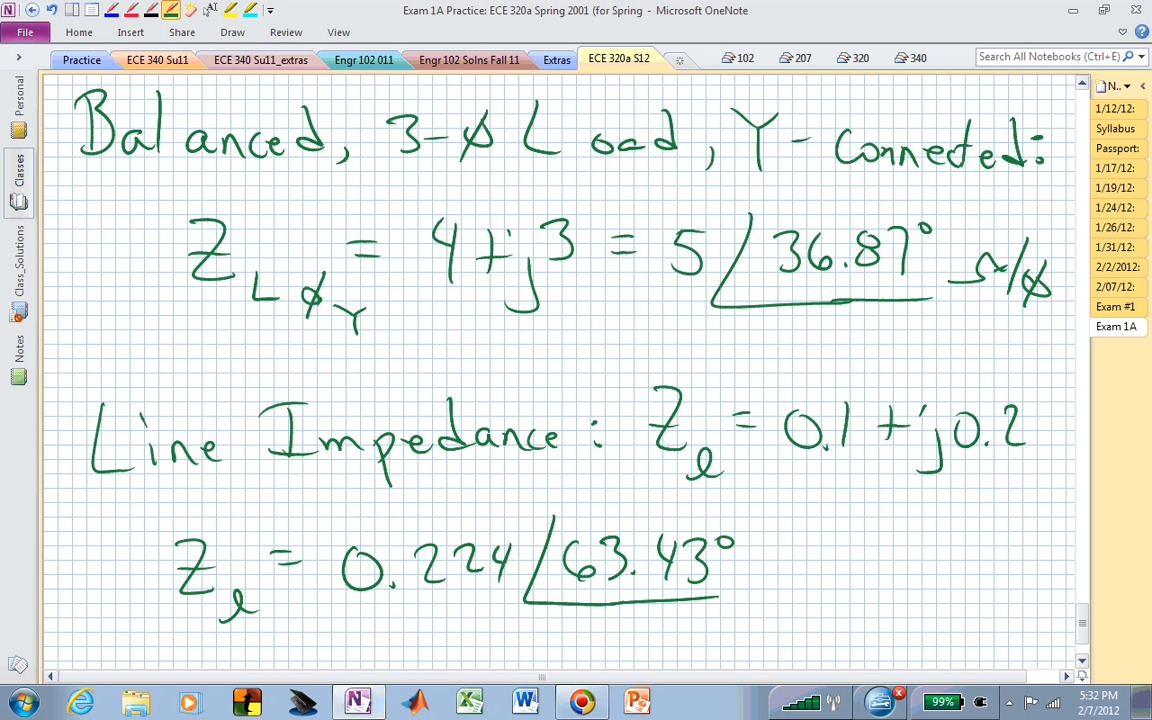 Exam 1A Practice: ECE 320a Spring 2001 (for Spring - Microsoft OneNote
File Home Insert Share Draw Review View
Practice ECE 340 Su11 ECE 340 Su11_extras Engr 102 011 Engr 102 Solns Fall 11 Extras ECE 320a S12 102 207 320 340 Search All Notebooks (Ctrl+E)
Personal
Classes
Class_Solutions
Notes
N..
1/12/12:
Syllabus
Passport:
1/17/12:
1/19/12:
1/24/12:
1/26/12:
1/31/12:
2/2/2012:
2/07/12:
Exam #1
Exam 1A
Balanced, 3-ϕ Load, Y-Connected:
Z_LϕY = 4+j3 = 5∠36.87° Ω/ϕ
Line Impedance: Z_l = 0.1+j0.2
Z_l = 0.224∠63.43°
99%
5:32 PM
2/7/2012